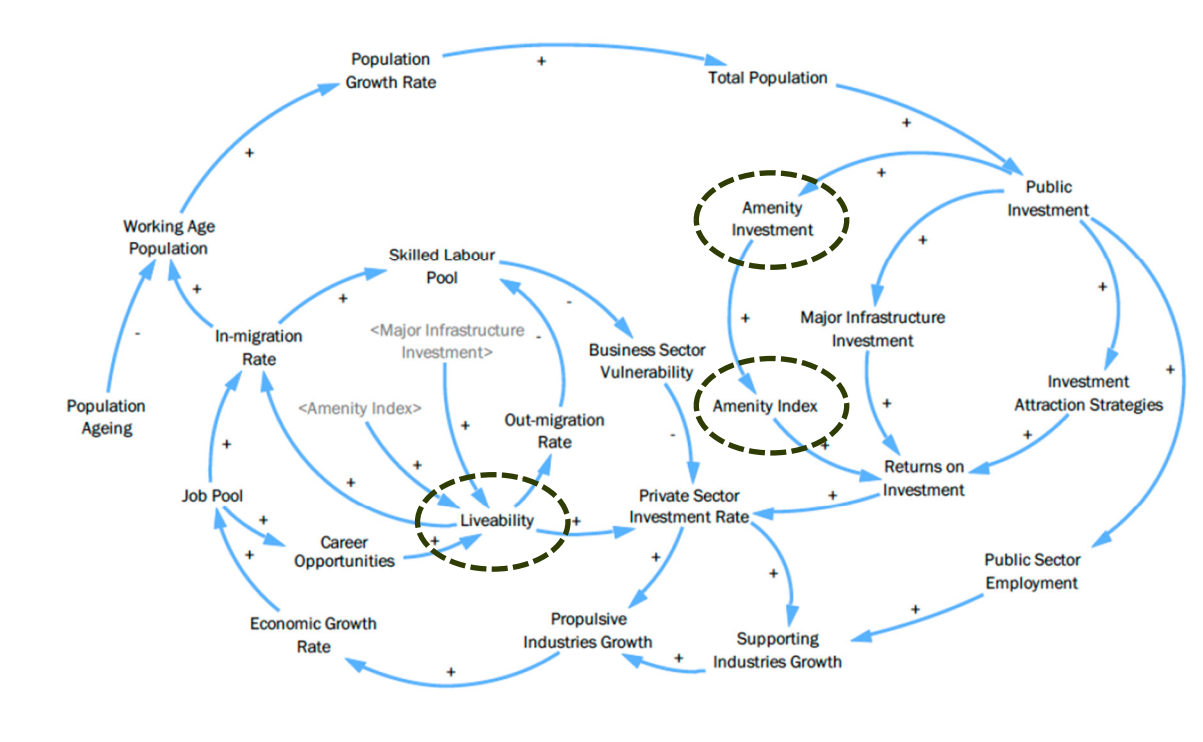 Population
Growth Rate
+
Total Population
+
+
+
Public
Investment
Amenity
Investment
Working Age
Population
+
Skilled Labour
Pool
+
+
-
+
-
<Major Infrastructure
Investment>
-
In-migration
Rate
+
Major Infrastructure
Investment
Business Sector
Vulnerability
+
Population
Ageing
<Amenity Index>
Out-migration
Rate
Amenity Index
+
Investment
Attraction Strategies
+
+
-
+
+
+
+
Returns on
Investment
Job Pool
+
Private Sector
Investment Rate
+
+
Liveability
+
+
Career
Opportunities
+
+
+
+
Public Sector
Employment
Economic Growth
Rate
Propulsive
Industries Growth
+
Supporting
Industries Growth
+
+